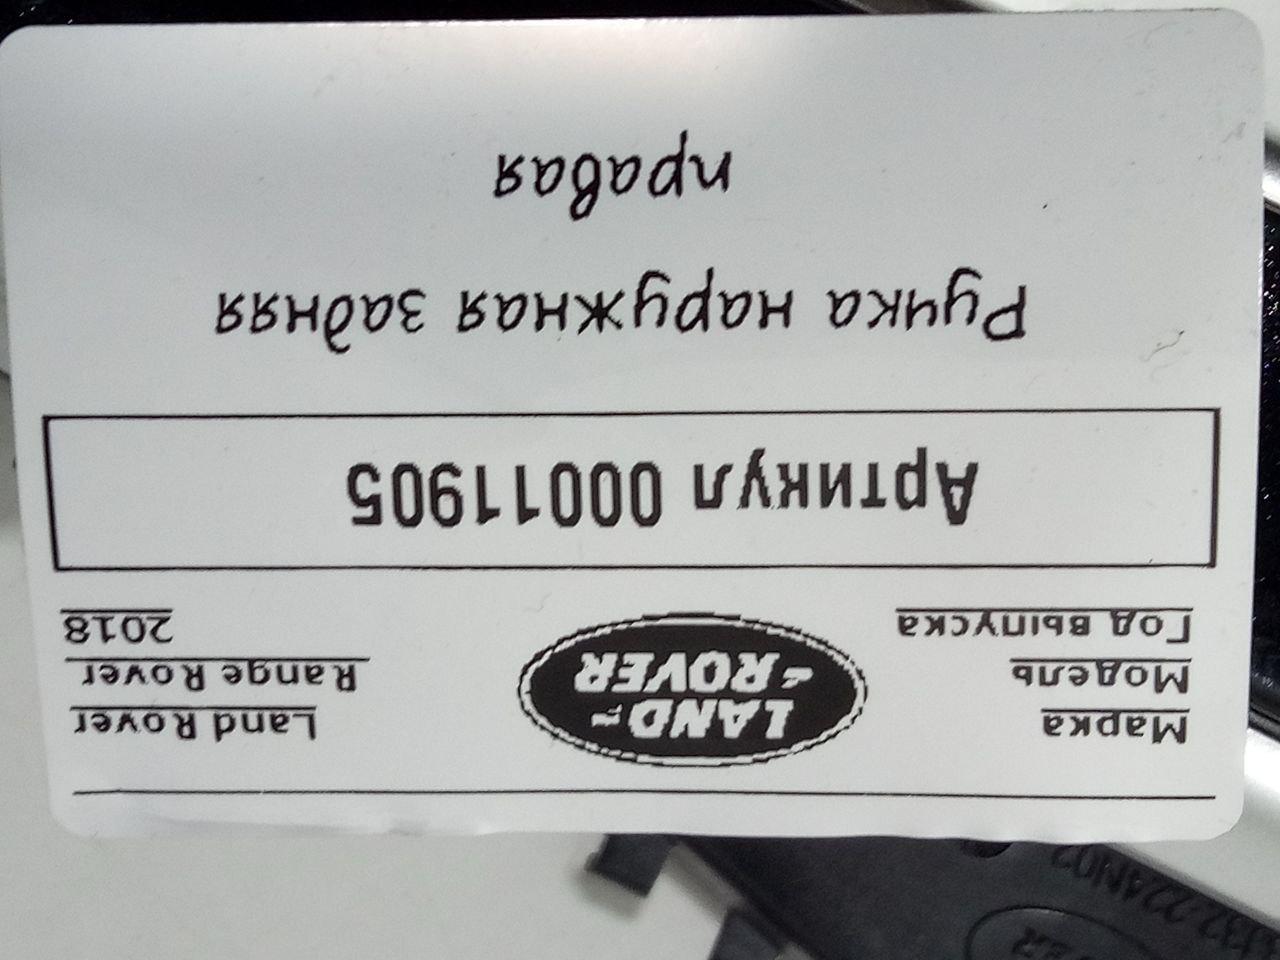 Марка Land Rover
Модель Range Rover
Год выпуска 2018
LAND
ROVER
Артикул 00011905
Ручка наружная задняя
правая